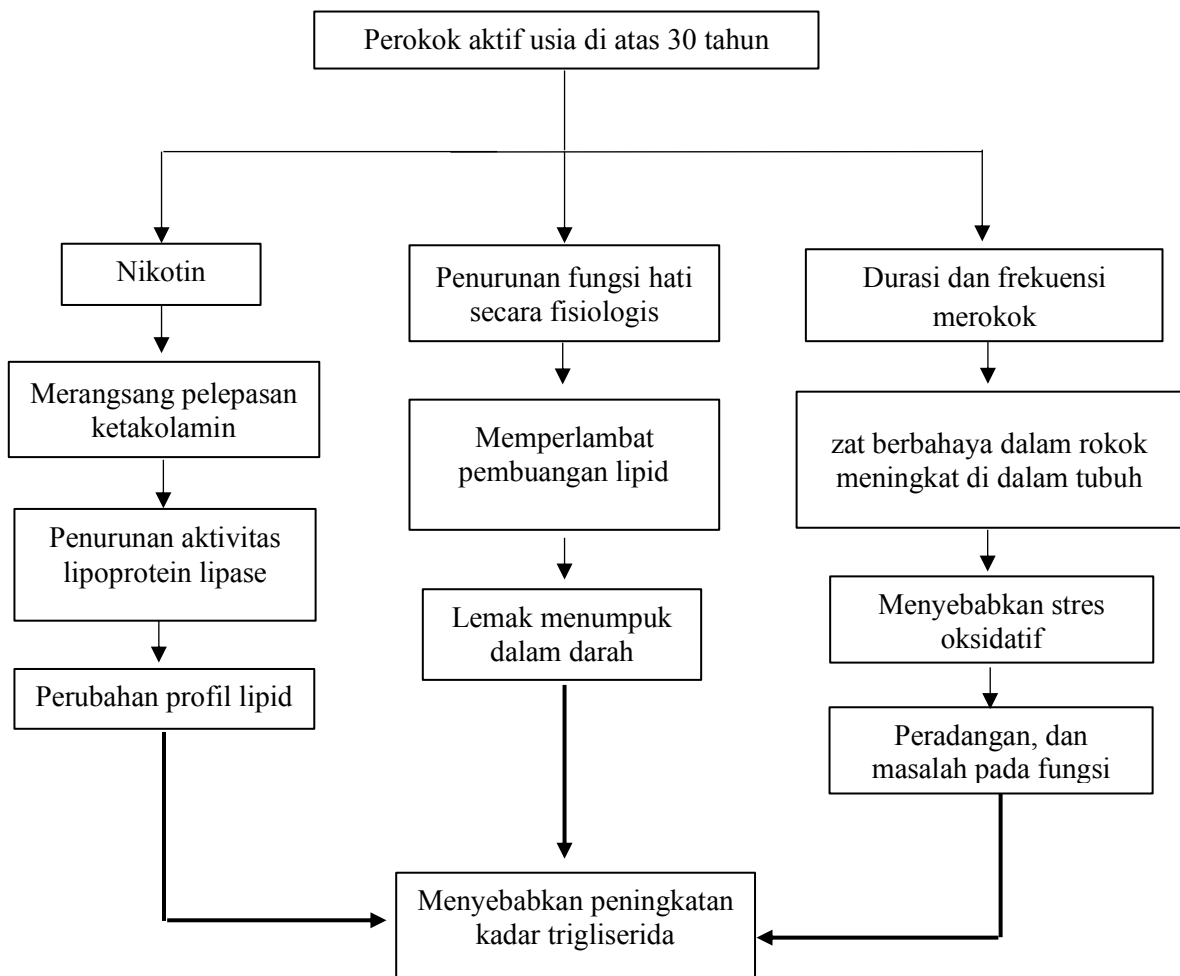 Perokok aktif usia di atas 30 tahun
Nikotin
Merangsang pelepasan
ketakolamin
Penurunan aktivitas
lipoprotein lipase
Perubahan profil lipid
Penurunan fungsi hati
secara fisiologis
Memperlambat
pembuangan lipid
Lemak menumpuk
dalam darah
Durasi dan frekuensi
merokok
zat berbahaya dalam rokok
meningkat di dalam tubuh
Menyebabkan stres
oksidatif
Peradangan, dan
masalah pada fungsi
Menyebabkan peningkatan
kadar trigliserida